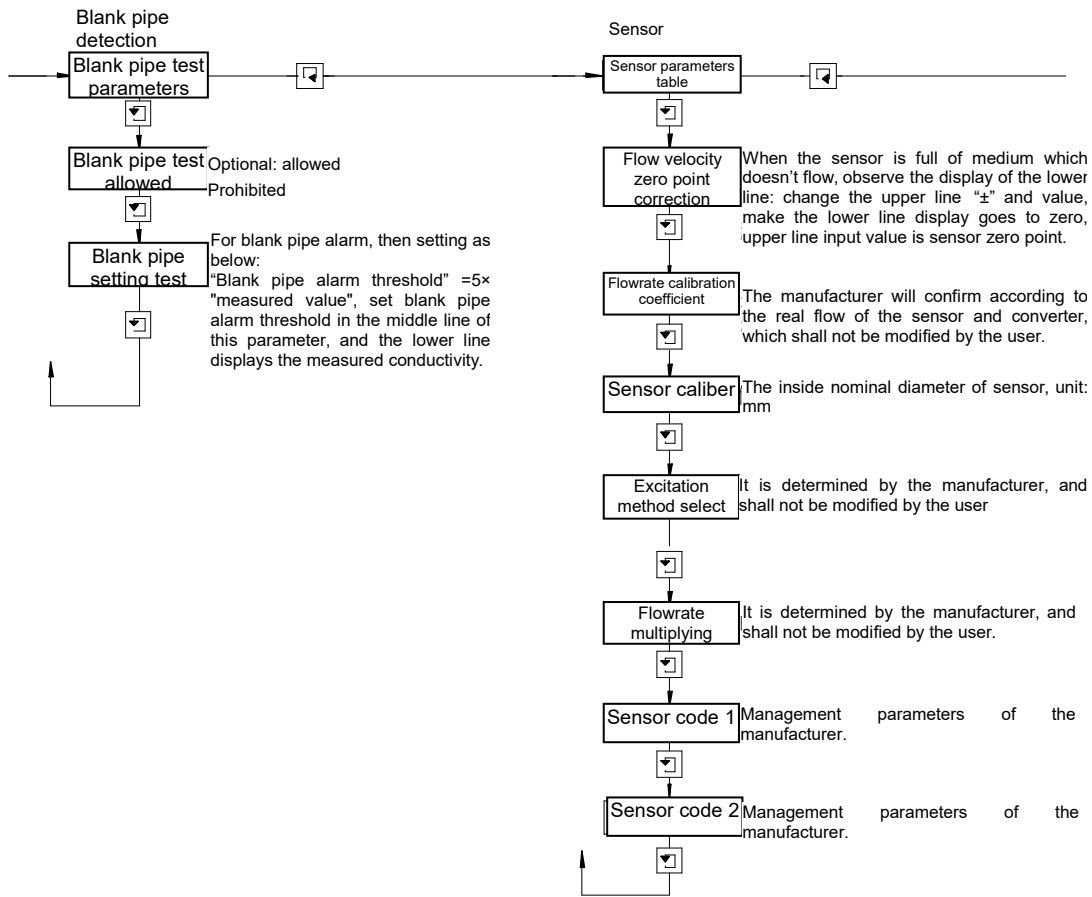 Blank pipe
detection
Blank pipe test
parameters
Blank pipe test
allowed
Optional: allowed
Prohibited
Blank pipe
setting test
For blank pipe alarm, then setting as
below:
“Blank pipe alarm threshold” =5×
"measured value", set blank pipe
alarm threshold in the middle line of
this parameter, and the lower line
displays the measured conductivity.
Sensor
Sensor parameters
table
Flow velocity
zero point
correction
When the sensor is full of medium which
doesn’t flow, observe the display of the lower
line: change the upper line “±” and value,
make the lower line display goes to zero,
upper line input value is sensor zero point.
Flowrate calibration
coefficient
The manufacturer will confirm according to
the real flow of the sensor and converter,
which shall not be modified by the user.
Sensor caliber
The inside nominal diameter of sensor, unit:
mm
Excitation
method select
It is determined by the manufacturer, and
shall not be modified by the user
Flowrate
multiplying
It is determined by the manufacturer, and
shall not be modified by the user.
Sensor code 1
Management parameters of the
manufacturer.
Sensor code 2
Management parameters of the
manufacturer.